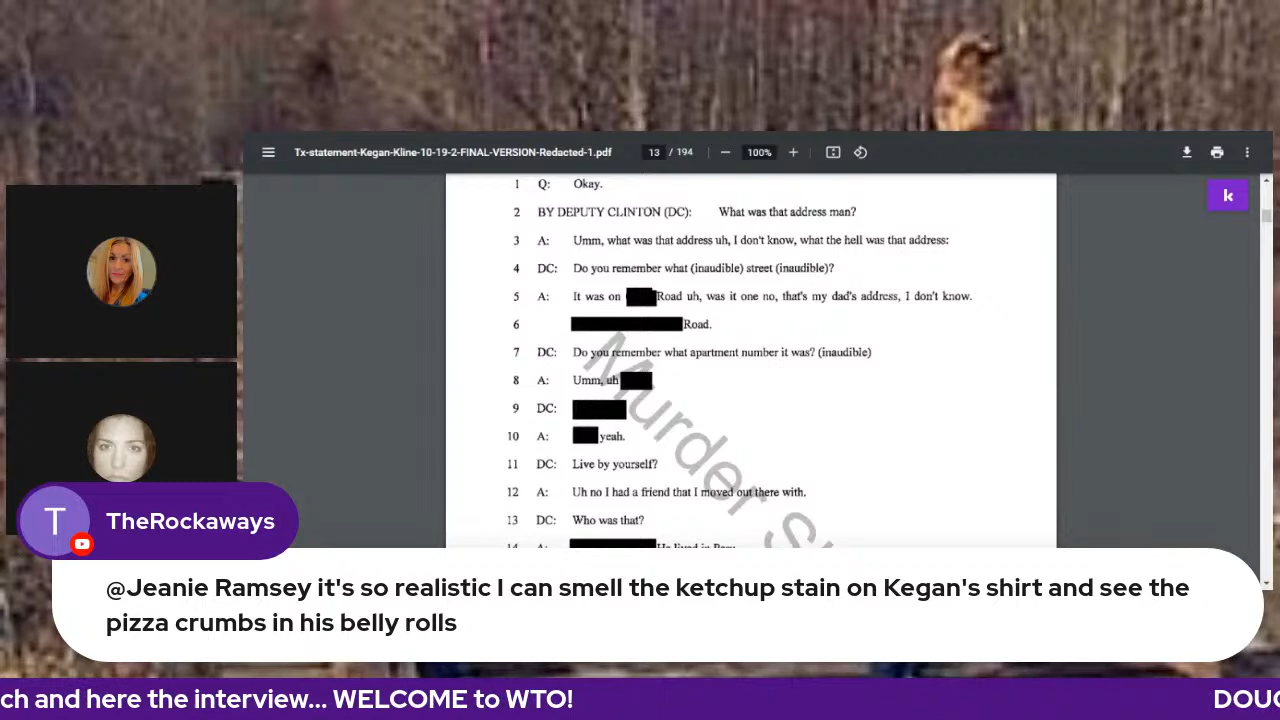 Tx-statement-Kegan-Kline-10-19-2-FINAL-VERSION-Redacted-1.pdf 13 / 194 100%
k
1 Q: Okay.
2 BY DEPUTY CLINTON (DC): What was that address man?
3 A: Umm, what was that address uh, I don't know, what the hell was that address:
4 DC: Do you remember what (inaudible) street (inaudible)?
5 A: It was on Road uh, was it one no, that's my dad's address, I don't know.
6 Road.
7 DC: Do you remember what apartment number it was? (inaudible)
8 A: Umm, uh
9 DC:
10 A: yeah.
11 DC: Live by yourself?
12 A: Uh no I had a friend that I moved out there with.
13 DC: Who was that?
14 A: He lived in
Murder
T TheRockaways
@Jeanie Ramsey it's so realistic I can smell the ketchup stain on Kegan's shirt and see the
pizza crumbs in his belly rolls
ch and here the interview... WELCOME to WTO! DOUG